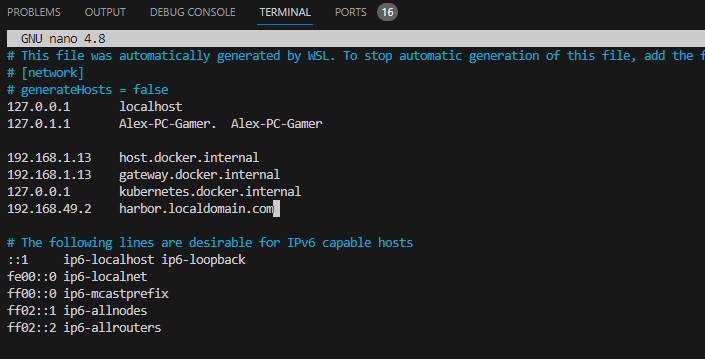 PROBLEMS OUTPUT DEBUG CONSOLE TERMINAL PORTS 16
GNU nano 4.8
# This file was automatically generated by WSL. To stop automatic generation of this file, add the f
# [network]
# generateHosts = false
127.0.0.1 localhost
127.0.1.1 Alex-PC-Gamer. Alex-PC-Gamer
192.168.1.13 host.docker.internal
192.168.1.13 gateway.docker.internal
127.0.0.1 kubernetes.docker.internal
192.168.49.2 harbor.localdomain.com
# The following lines are desirable for IPv6 capable hosts
::1 ip6-localhost ip6-loopback
fe00::0 ip6-localnet
ff00::0 ip6-mcastprefix
ff02::1 ip6-allnodes
ff02::2 ip6-allrouters